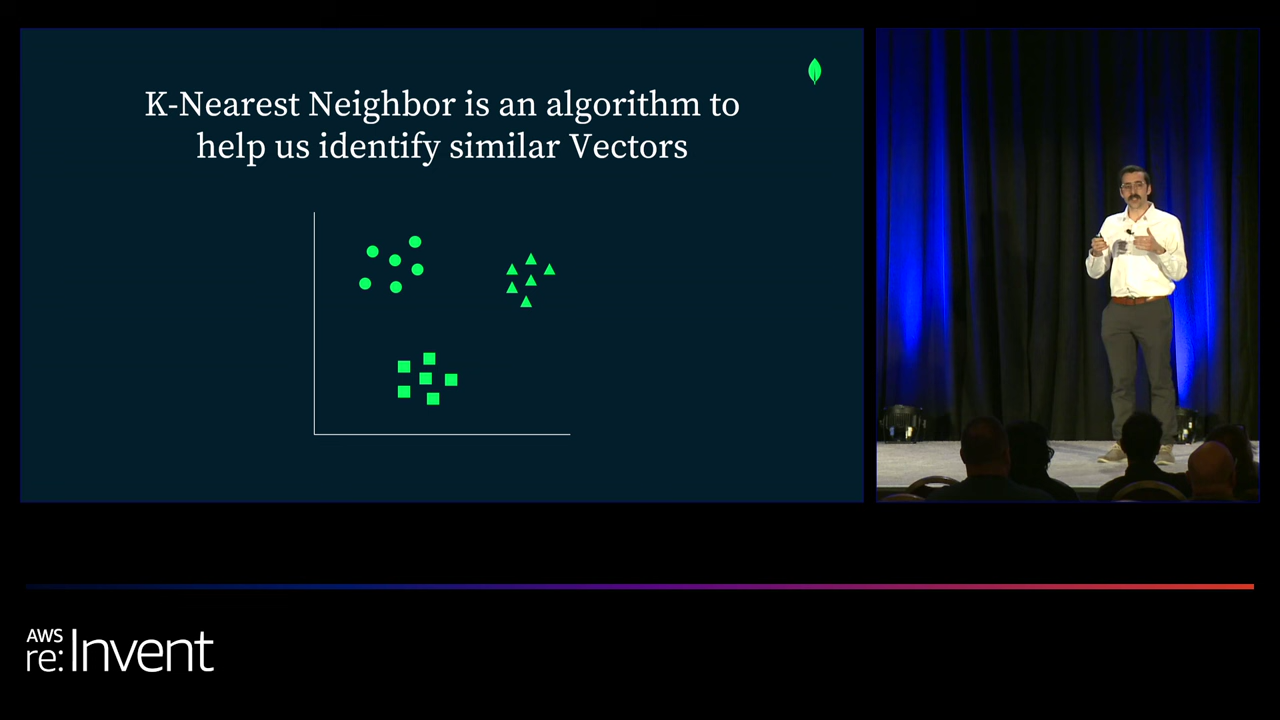 K-Nearest Neighbor is an algorithm to
help us identify similar Vectors
AWS
re:Invent